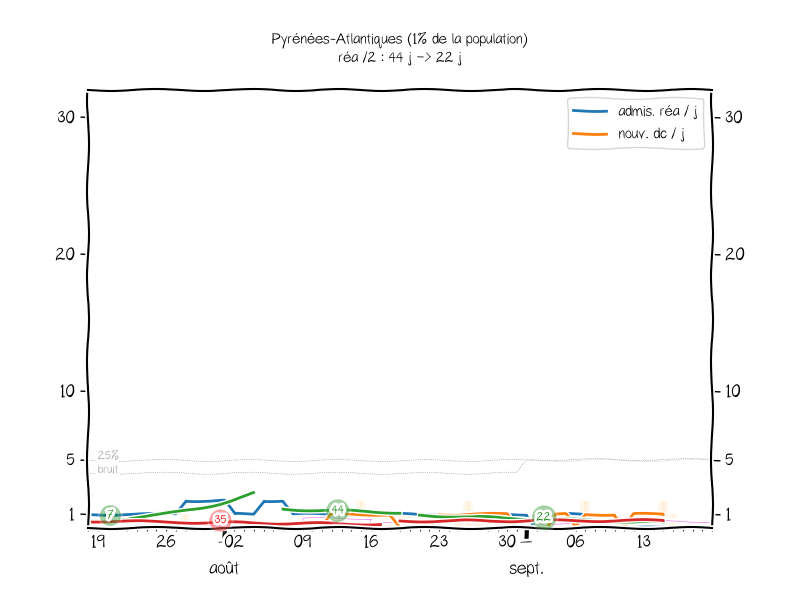 Pyrénées-Atlantiques (1% de la population)
réa /2 : 44 j -> 22 j
admis. réa / j
nouv. dc / j
30 30
20 20
10 10
5 5
1 1
25%
bruit
7 35 44 22
19 26 02 09 16 23 30 06 13
août sept.